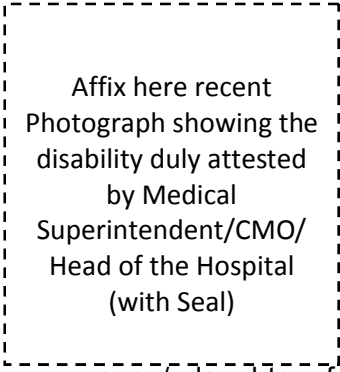 Affix here recent
Photograph showing the
disability duly attested
by Medical
Superintendent/CMO/
Head of the Hospital
(with Seal)